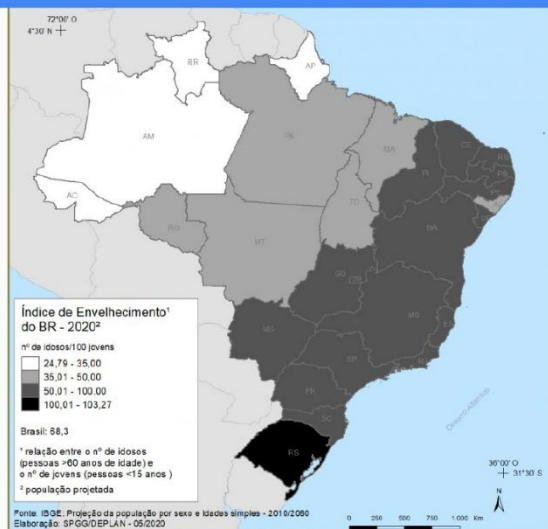 72°00' O
4°30' N
RR
AP
AM
PA
MA
CE
RN
PB
PI
PE
AC
TO
RO
BA
MT
GO
MG
MS
SP
PR
SC
RS
Oceano Atlântico
Índice de Envelhecimento¹
do BR - 2020²
nº de idosos/100 jovens
24,79 - 35,00
35,01 - 50,00
50,01 - 100,00
100,01 - 103,27
Brasil: 68,3
¹ relação entre o nº de idosos
(pessoas >60 anos de idade) e
o nº de jovens (pessoas <15 anos )
² população projetada
36°00' O
31°30' S
N
Fonte: IBGE: Projeção da população por sexo e idades simples - 2010/2060
Elaboração: SPGG/DEPLAN - 05/2020
0 250 500 750 1.000 Km